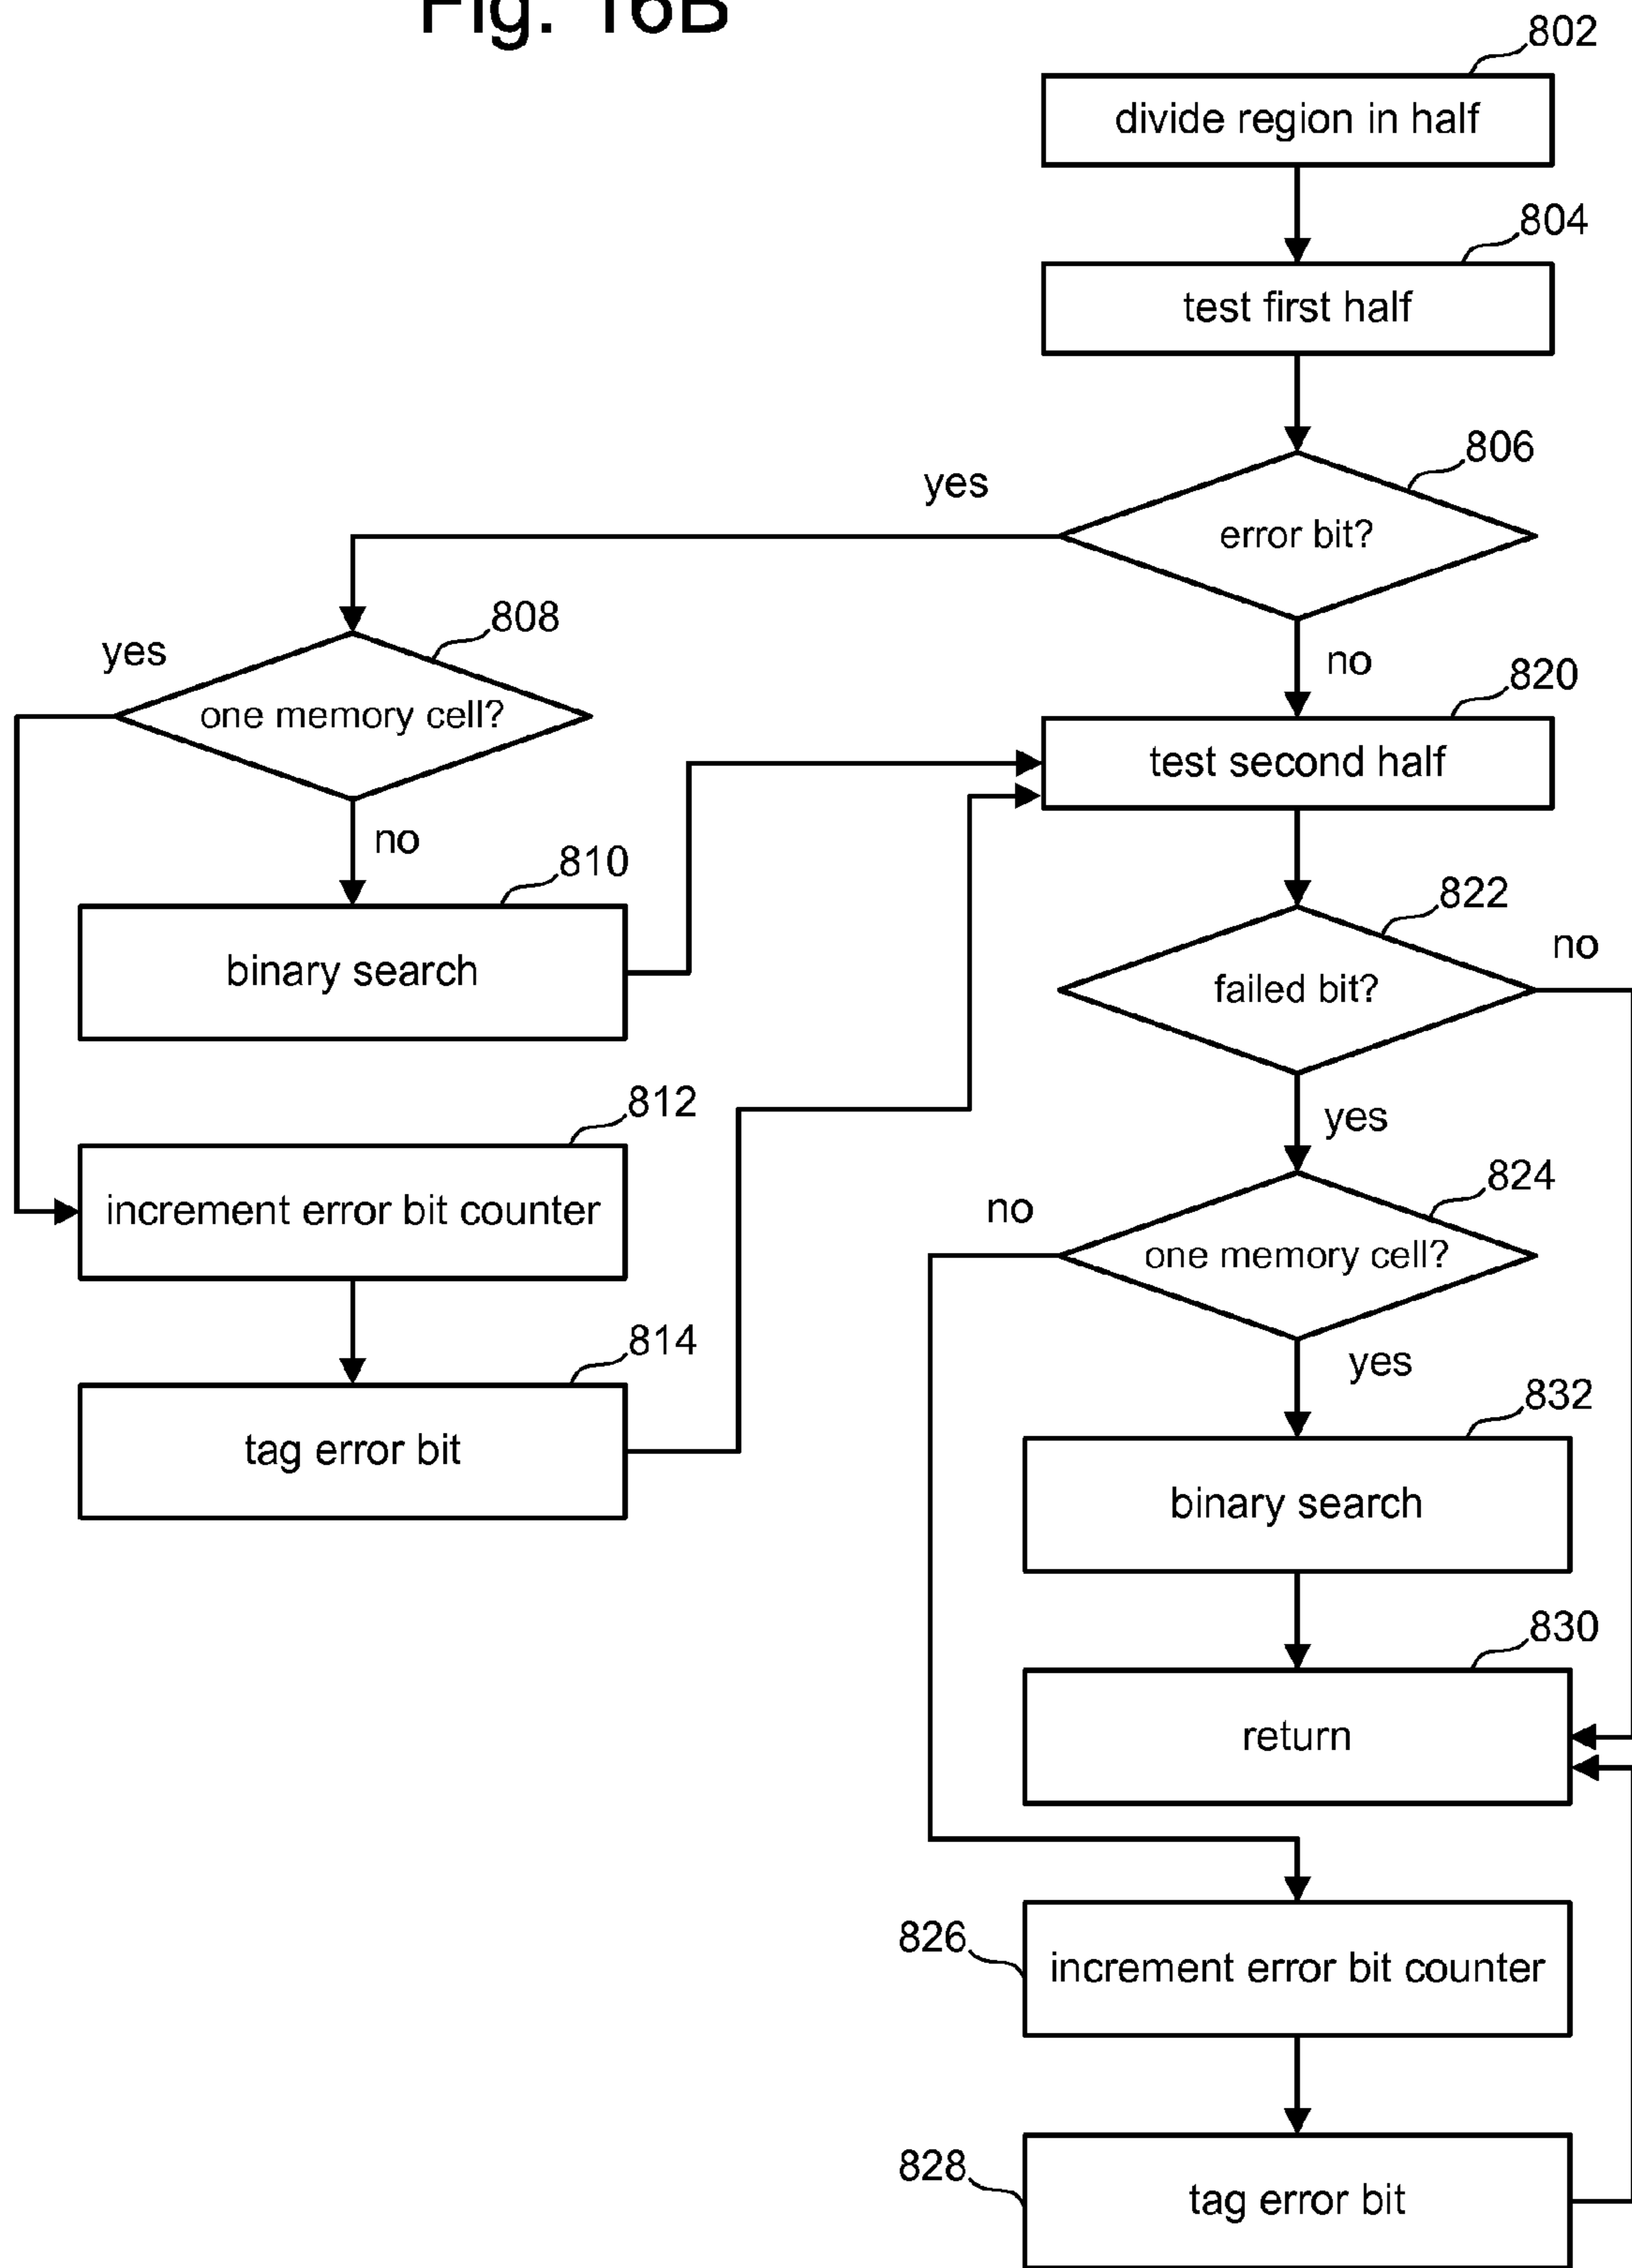 Fig. 16B
802
divide region in half
804
test first half
806
yes
error bit?
808
yes
no
820
one memory cell?
test second half
no
810
822
no
binary search
failed bit?
812
yes
824
increment error bit counter
no
one memory cell?
814
yes
832
tag error bit
binary search
830
return
826
increment error bit counter
828
tag error bit